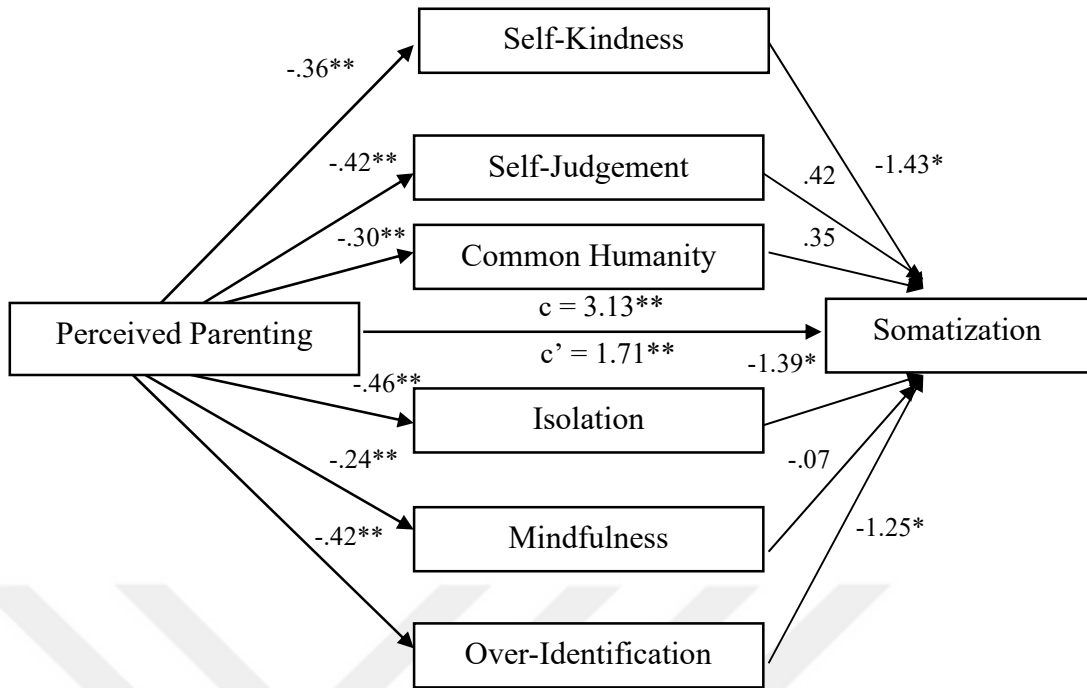 Self-Kindness
-.36**
-.42**
Self-Judgement
.42
-1.43*
-.30**
Common Humanity
.35
Perceived Parenting
c = 3.13**
c’ = 1.71**
Somatization
-1.39*
-.46**
Isolation
-.24**
-.07
Mindfulness
-.42**
-1.25*
Over-Identification